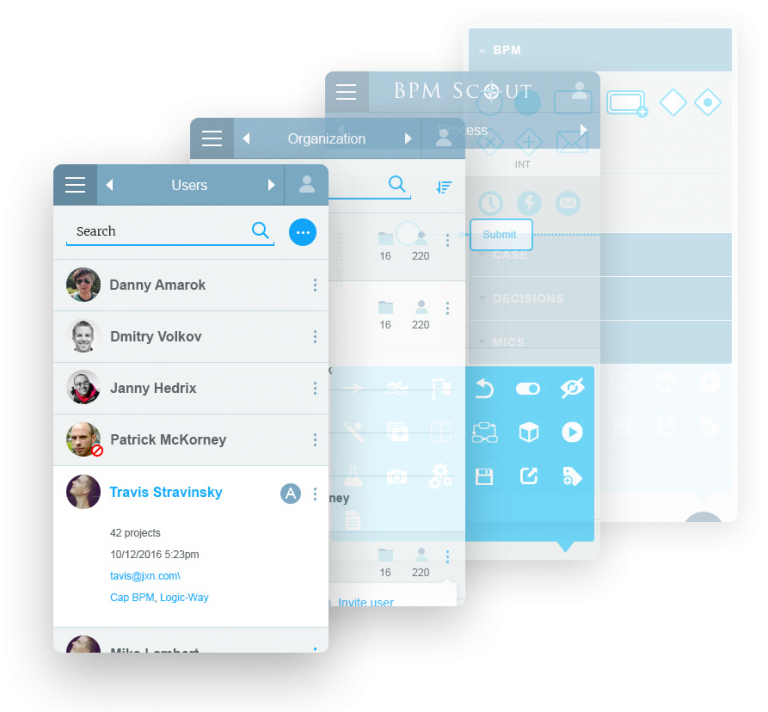 BPM
BPM SCOUT
Process
INT
Organization
Users
Search
CUSTOMER
16 220
Submit
CASE
Danny Amarok
DECISIONS
16 220
Dmitry Volkov
MICS
Janny Hedrix
Patrick McKorney
Travis Stravinsky
A
ney
42 projects
10/12/2016 5:23pm
tavis@jxn.com\
Cap BPM, Logic-Way
16 220
Invite user
Mike Lambert